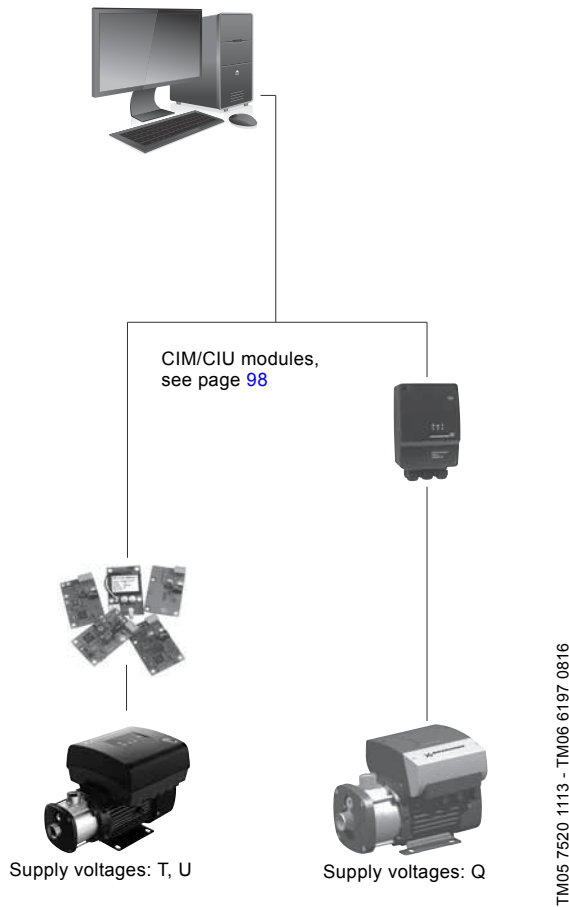 CIM/CIU modules,
see page 98
Supply voltages: T, U
Supply voltages: Q
TM05 7520 1113 - TM06 6197 0816